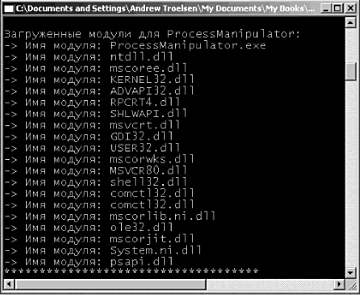 C:\Documents and Settings\Andrew Troelsen\My Documents\My Books\...
Загруженные модули для ProcessManipulator:
-> Имя модуля: ProcessManipulator.exe
-> Имя модуля: ntdll.dll
-> Имя модуля: mscoree.dll
-> Имя модуля: KERNEL32.dll
-> Имя модуля: ADVAPI32.dll
-> Имя модуля: RPCRT4.dll
-> Имя модуля: SHLWAPI.dll
-> Имя модуля: msvcrt.dll
-> Имя модуля: GDI32.dll
-> Имя модуля: USER32.dll
-> Имя модуля: mscorwks.dll
-> Имя модуля: MSVCR80.dll
-> Имя модуля: shell32.dll
-> Имя модуля: comctl32.dll
-> Имя модуля: comctl32.dll
-> Имя модуля: mscorlib.ni.dll
-> Имя модуля: ole32.dll
-> Имя модуля: mscorjit.dll
-> Имя модуля: System.ni.dll
-> Имя модуля: psapi.dll
************************************